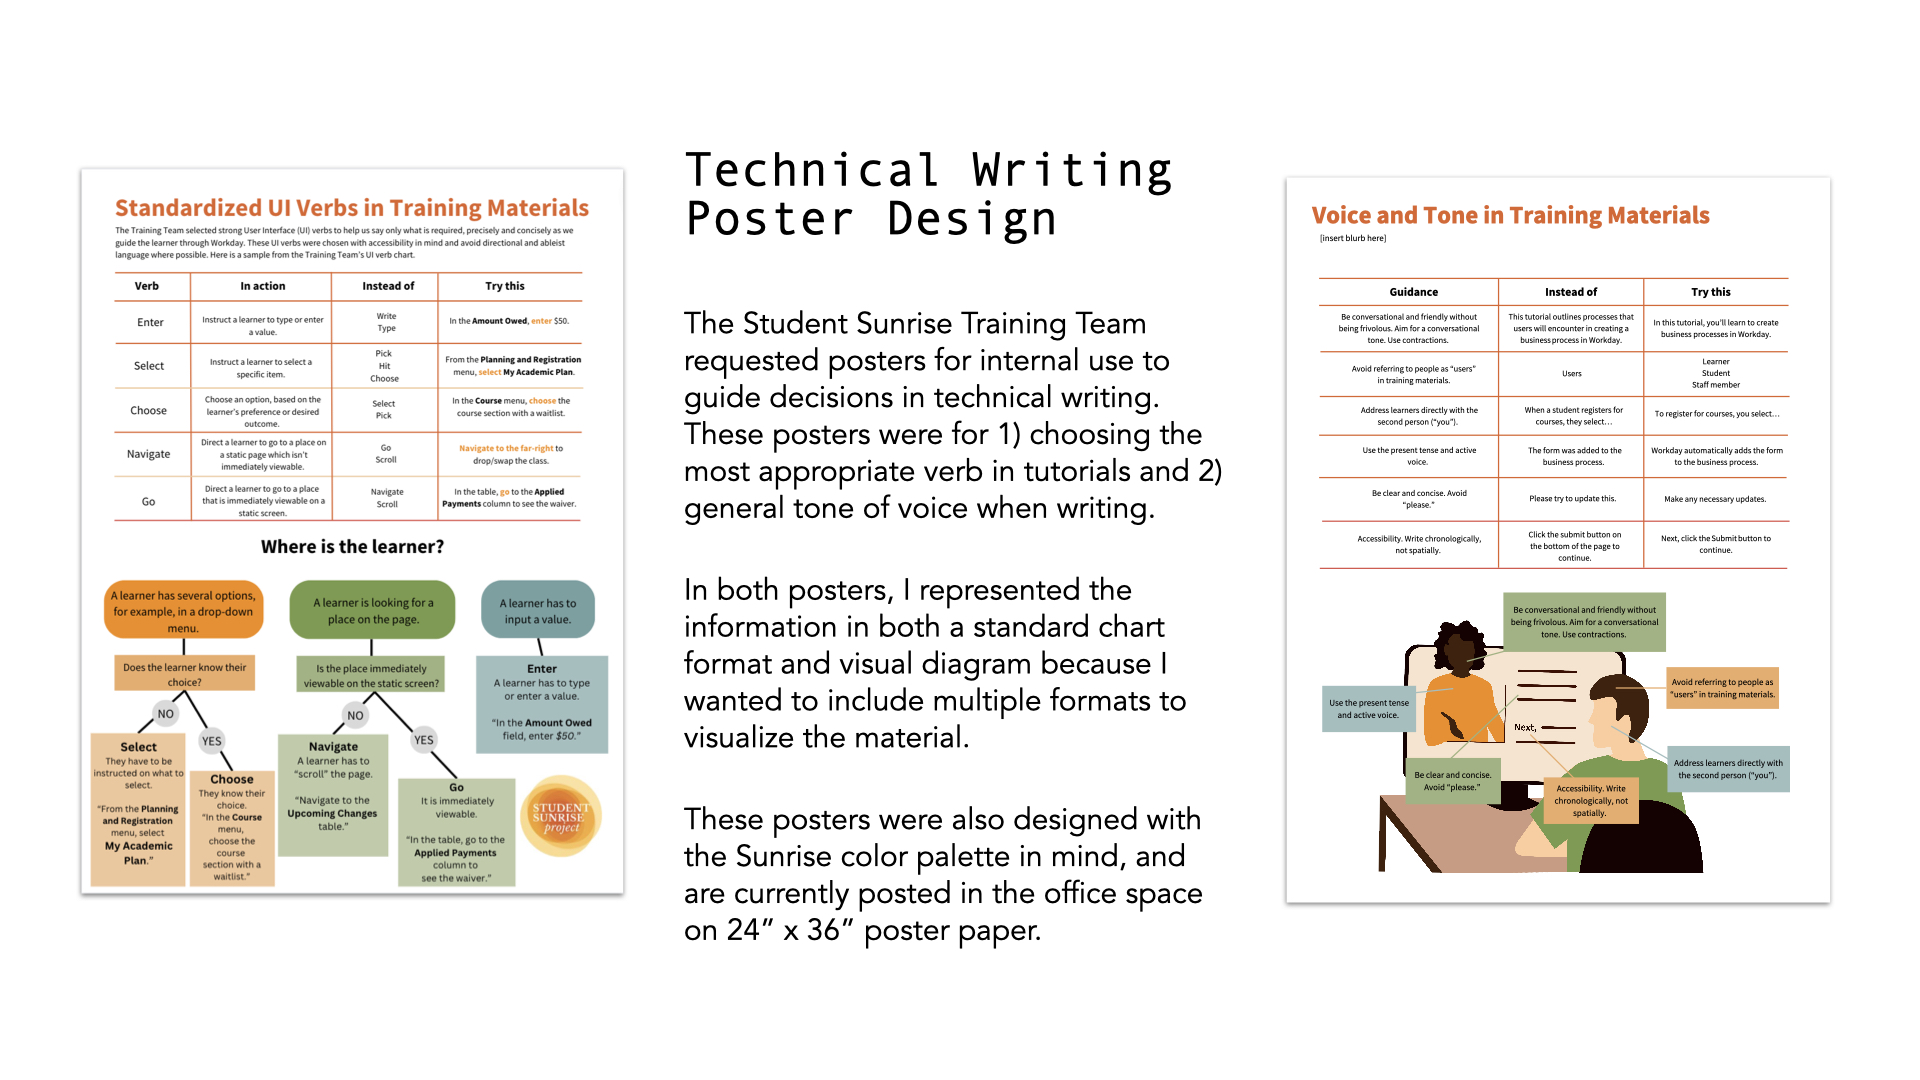 Standardized UI Verbs in Training Materials
The Training Team selected strong User Interface (UI) verbs to help us say only what is required, precisely and concisely as we
guide the learner through Workday. These UI verbs were chosen with accessibility in mind and avoid directional and ableist
language where possible. Here is a sample from the Training Team's UI verb chart.
Verb
In action
Instead of
Try this
Enter
Instruct a learner to type or enter
a value.
Write
Type
In the Amount Owed, enter $50.
Select
Instruct a learner to select a
specific item.
Pick
Hit
Choose
From the Planning and Registration
menu, select My Academic Plan.
Choose
Choose an option, based on the
learner's preference or desired
outcome.
Select
Pick
In the Course menu, choose the
course section with a waitlist.
Navigate
Direct a learner to go to a place on
a static page which isn't
immediately viewable.
Go
Scroll
Navigate to the far-right to
drop/swap the class.
Go
Direct a learner to go to a place
that is immediately viewable on a
static screen.
Navigate
Scroll
In the table, go to the Applied
Payments column to see the waiver.
Where is the learner?
A learner has several options,
for example, in a drop-down
menu.
Does the learner know their
choice?
NO
YES
Select
They have to be
instructed on what to
select.
"From the Planning
and Registration
menu, select
My Academic
Plan."
Choose
They know their
choice.
"In the Course
menu,
choose the
course
section with a
waitlist."
A learner is looking for a
place on the page.
Is the place immediately
viewable on the static screen?
NO
YES
Navigate
A learner has to
"scroll" the page.
"Navigate to the
Upcoming Changes
table."
Go
It is immediately
viewable.
"In the table, go to the
Applied Payments
column to
see the waiver."
A learner has to
input a value.
Enter
A learner has to type
or enter a value.
"In the Amount Owed
field, enter $50."
STUDENT
SUNRISE
project
Technical Writing
Poster Design
The Student Sunrise Training Team
requested posters for internal use to
guide decisions in technical writing.
These posters were for 1) choosing the
most appropriate verb in tutorials and 2)
general tone of voice when writing.
In both posters, I represented the
information in both a standard chart
format and visual diagram because I
wanted to include multiple formats to
visualize the material.
These posters were also designed with
the Sunrise color palette in mind, and
are currently posted in the office space
on 24” x 36” poster paper.
Voice and Tone in Training Materials
[insert blurb here]
Guidance
Instead of
Try this
Be conversational and friendly without
being frivolous. Aim for a conversational
tone. Use contractions.
This tutorial outlines processes that
users will encounter in creating a
business process in Workday.
In this tutorial, you'll learn to create
business processes in Workday.
Avoid referring to people as "users"
in training materials.
Users
Learner
Student
Staff member
Address learners directly with the
second person ("you").
When a student registers for
courses, they select...
To register for courses, you select...
Use the present tense and active
voice.
The form was added to the
business process.
Workday automatically adds the form
to the business process.
Be clear and concise. Avoid
"please."
Please try to update this.
Make any necessary updates.
Accessibility. Write chronologically,
not spatially.
Click the submit button on
the bottom of the page to
continue.
Next, click the Submit button to
continue.
Be conversational and friendly without
being frivolous. Aim for a conversational
tone. Use contractions.
Avoid referring to people as
"users" in training materials.
Use the present tense
and active voice.
Next,
Address learners directly with
the second person ("you").
Be clear and concise.
Avoid "please."
Accessibility. Write
chronologically, not
spatially.